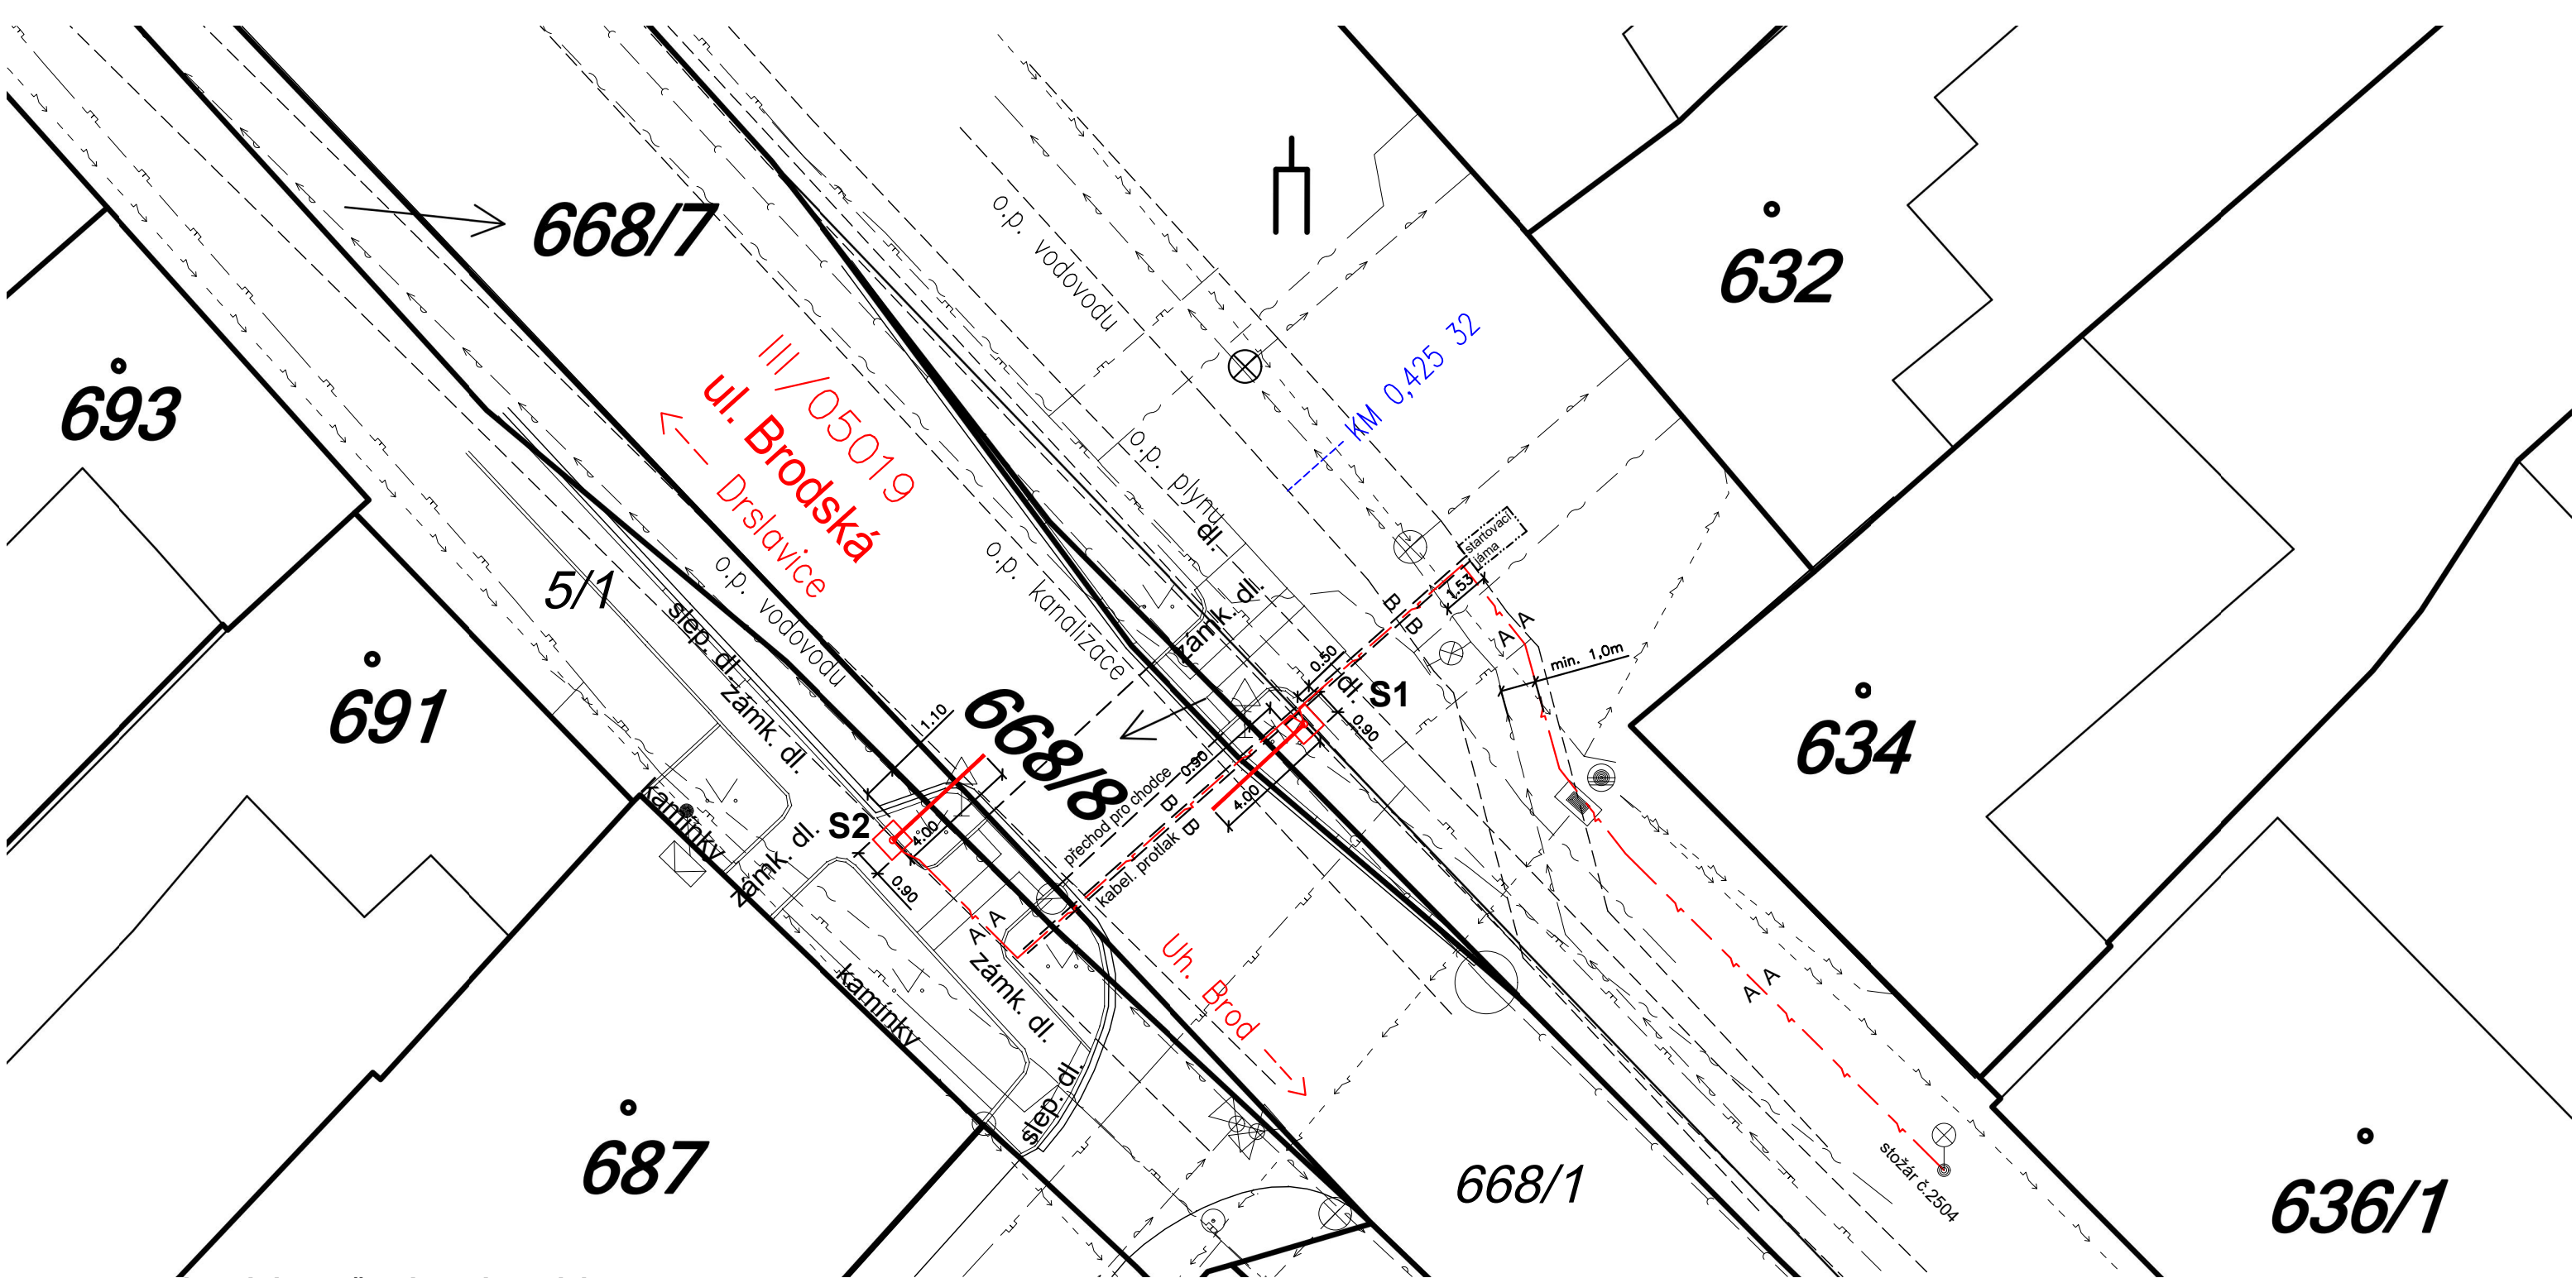 668/7
632
693
o.p. vodovodu
KM 0,425 32
III/05019
ul. Brodská
Drslavice
o.p. plynu
dl.
startovací
jáma
1.53
5/1
o.p. vodovodu
o.p. kanalizace
zámk. dl.
B
B
A
A
min. 1,0m
slep. dl.
0.50
dl.
S1
0.90
691
zámk. dl.
1.10
668/8
634
0.90
přechod pro chodce
4.00
kamínky
S2
4.00
B
B
kabel. protlak
zámk. dl.
0.90
A
A
zámk. dl.
Uh. Brod
A
A
kamínky
slep. dl.
687
668/1
stožár č.2504
636/1